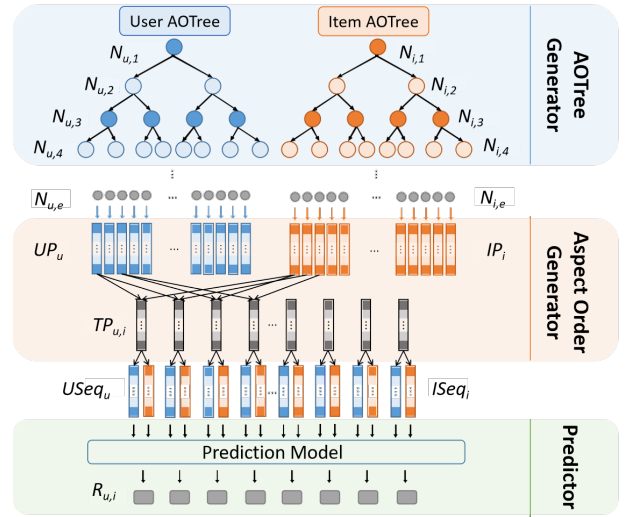 User AOTree
Item AOTree
N_{u,1}
N_{i,1}
N_{u,2}
N_{i,2}
N_{u,3}
N_{i,3}
N_{u,4}
N_{i,4}
AOTree
Generator
N_{u,e}
...
...
N_{i,e}
UP_u
...
...
IP_i
Aspect Order
Generator
TP_{u,i}
...
USeq_u
...
ISeq_i
Prediction Model
Predictor
R_{u,i}